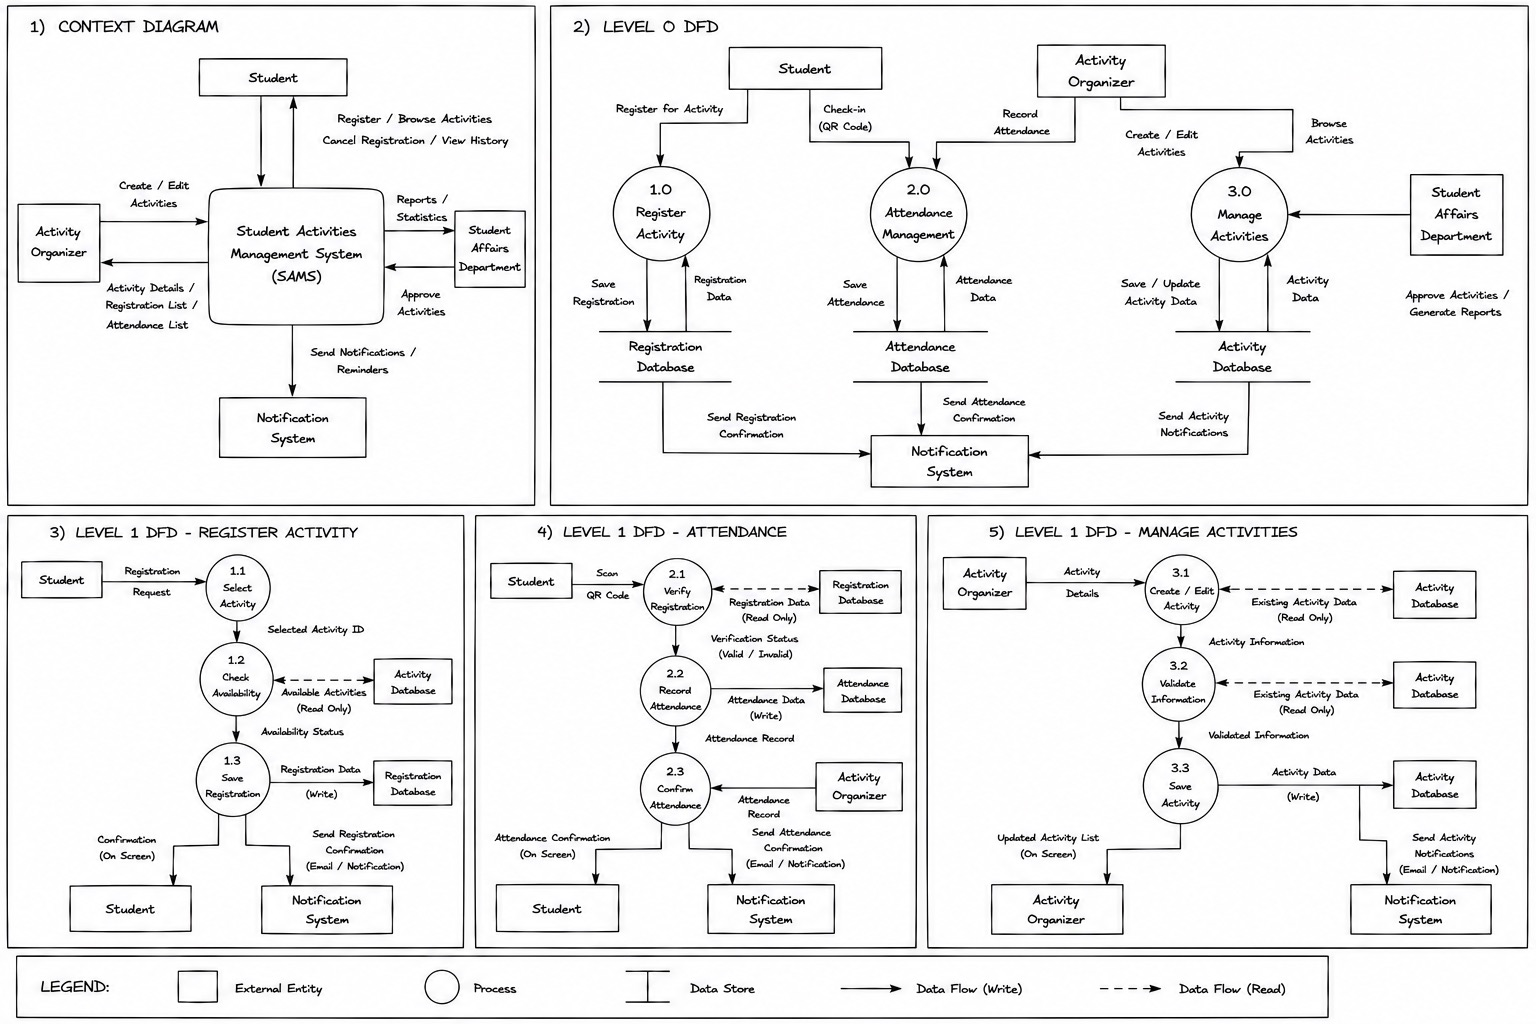 1) CONTEXT DIAGRAM
Student
Register / Browse Activities
Cancel Registration / View History
Create / Edit
Activities
Reports /
Statistics
Activity
Organizer
Student Activities
Management System
(SAMS)
Student
Affairs
Department
Activity Details /
Registration List /
Attendance List
Approve
Activities
Send Notifications /
Reminders
Notification
System
2) LEVEL 0 DFD
Student
Activity
Organizer
Register for Activity
Check-in
(QR Code)
Record
Attendance
Create / Edit
Activities
Browse
Activities
1.0
Register
Activity
2.0
Attendance
Management
3.0
Manage
Activities
Student
Affairs
Department
Save
Registration
Registration
Data
Save
Attendance
Attendance
Data
Save / Update
Activity Data
Activity
Data
Approve Activities /
Generate Reports
Registration
Database
Attendance
Database
Activity
Database
Send Registration
Confirmation
Send Attendance
Confirmation
Send Activity
Notifications
Notification
System
3) LEVEL 1 DFD - REGISTER ACTIVITY
Student
Registration
Request
1.1
Select
Activity
Selected Activity ID
1.2
Check
Availability
Available Activities
(Read Only)
Activity
Database
Availability Status
1.3
Save
Registration
Registration Data
(Write)
Registration
Database
Confirmation
(On Screen)
Send Registration
Confirmation
(Email / Notification)
Student
Notification
System
4) LEVEL 1 DFD - ATTENDANCE
Student
Scan
QR Code
2.1
Verify
Registration
Registration Data
(Read Only)
Registration
Database
Verification Status
(Valid / Invalid)
2.2
Record
Attendance
Attendance Data
(Write)
Attendance
Database
Attendance Record
2.3
Confirm
Attendance
Attendance
Record
Activity
Organizer
Attendance Confirmation
(On Screen)
Send Attendance
Confirmation
(Email / Notification)
Student
Notification
System
5) LEVEL 1 DFD - MANAGE ACTIVITIES
Activity
Organizer
Activity
Details
3.1
Create / Edit
Activity
Existing Activity Data
(Read Only)
Activity
Database
Activity Information
3.2
Validate
Information
Existing Activity Data
(Read Only)
Activity
Database
Validated Information
3.3
Save
Activity
Activity Data
(Write)
Activity
Database
Updated Activity List
(On Screen)
Send Activity
Notifications
(Email / Notification)
Activity
Organizer
Notification
System
LEGEND:
External Entity
Process
Data Store
Data Flow (Write)
Data Flow (Read)